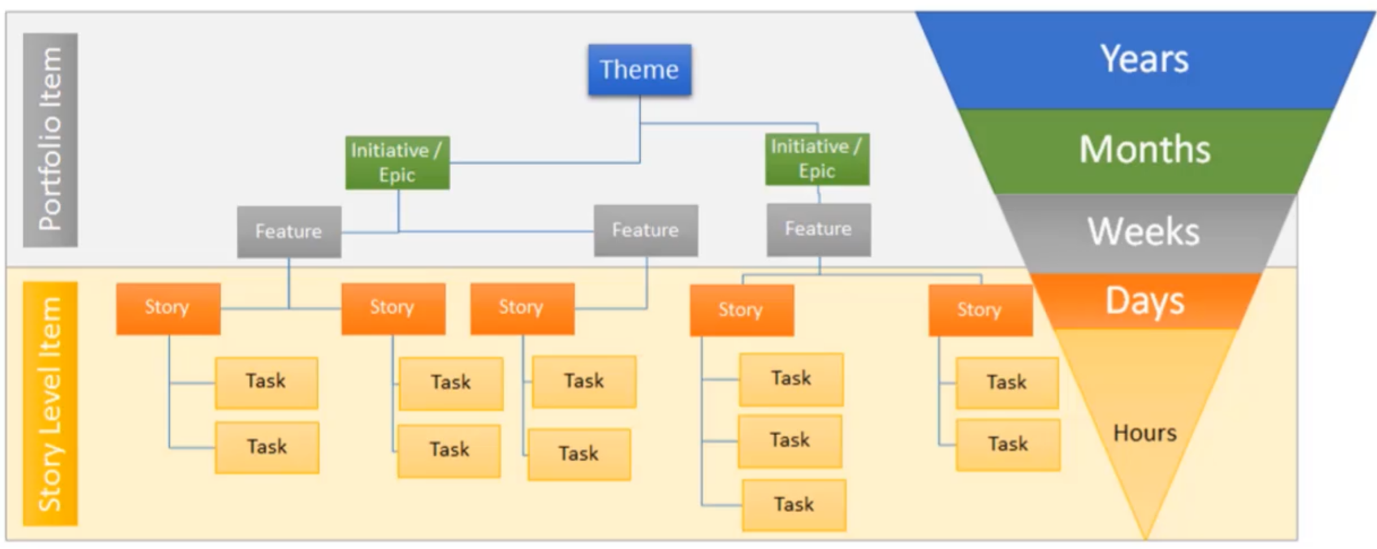 Portfolio Item
Theme
Initiative /
Epic
Initiative /
Epic
Feature
Feature
Feature
Story Level Item
Story
Story
Story
Story
Story
Task
Task
Task
Task
Task
Task
Task
Task
Task
Task
Task
Years
Months
Weeks
Days
Hours